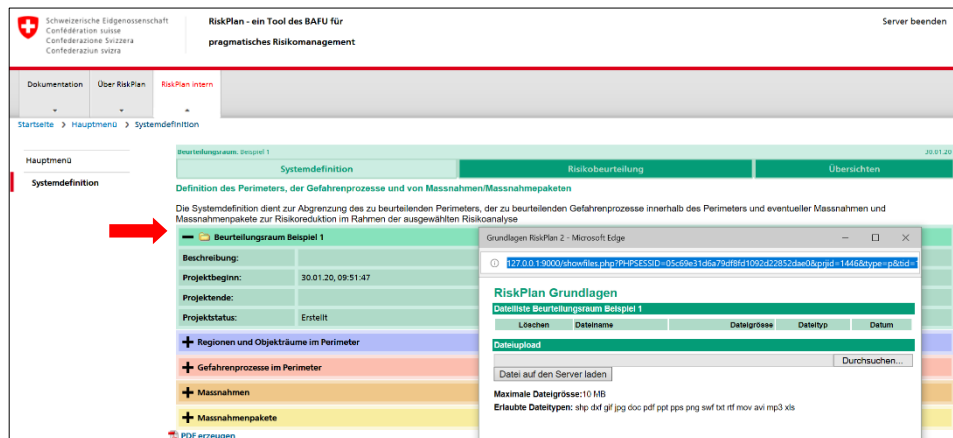 Schweizerische Eidgenossenschaft
Confédération suisse
Confederazione Svizzera
Confederaziun svizra
RiskPlan - ein Tool des BAFU für
pragmatisches Risikomanagement
Server beenden
Dokumentation Über RiskPlan RiskPlan intern
Startseite > Hauptmenü > Systemdefinition
Hauptmenü
Systemdefinition
Beurteilungsraum: Beispiel 1 30.01.20
Systemdefinition Risikobeurteilung Übersichten
Definition des Perimeters, der Gefahrenprozesse und von Massnahmen/Massnahmepaketen
Die Systemdefinition dient zur Abgrenzung des zu beurteilenden Perimeters, der zu beurteilenden Gefahrenprozesse innerhalb des Perimeters und eventueller Massnahmen und
Massnahmenpakete zur Risikoreduktion im Rahmen der ausgewählten Risikoanalyse
Beurteilungsraum Beispiel 1
Beschreibung:
Projektbeginn: 30.01.20, 09:51:47
Projektende:
Projektstatus: Erstellt
Regionen und Objekträume im Perimeter
Gefahrenprozesse im Perimeter
Massnahmen
Massnahmenpakete
PDF erzeugen
Grundlagen RiskPlan 2 - Microsoft Edge
127.0.0.1:9000/showfiles.php?PHPSESSID=05c69e31d6a79df8fd1092d22852dae0&prjid=1446&type=p&tid=
RiskPlan Grundlagen
Dateiliste Beurteilungsraum Beispiel 1
Löschen Dateiname Dateigrösse Dateityp Datum
Dateiupload
Durchsuchen...
Datei auf den Server laden
Maximale Dateigrösse:10 MB
Erlaubte Dateitypen: shp dxf gif jpg doc pdf ppt pps png swf txt rtf mov avi mp3 xls